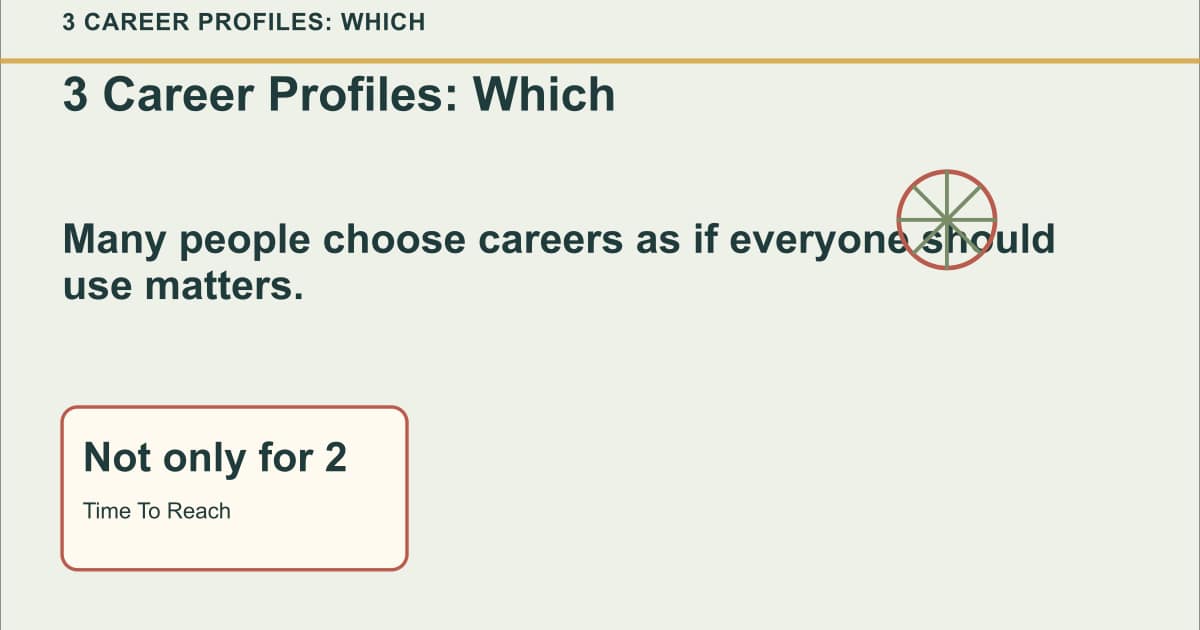 3 CAREER PROFILES: WHICH
3 Career Profiles: Which
Many people choose careers as if everyone should
use matters.
Not only for 2
Time To Reach